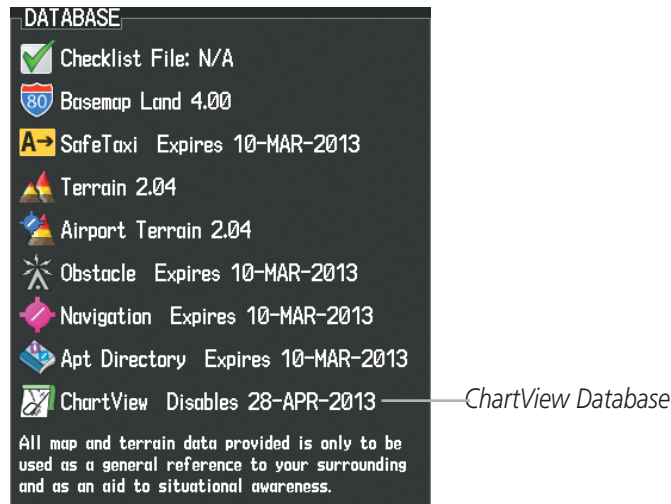 DATABASE
Checklist File: N/A
80 Basemap Land 4.00
A→ SafeTaxi Expires 10-MAR-2013
Terrain 2.04
Airport Terrain 2.04
Obstacle Expires 10-MAR-2013
Navigation Expires 10-MAR-2013
Apt Directory Expires 10-MAR-2013
ChartView Disables 28-APR-2013 ChartView Database
All map and terrain data provided is only to be
used as a general reference to your surrounding
and as an aid to situational awareness.